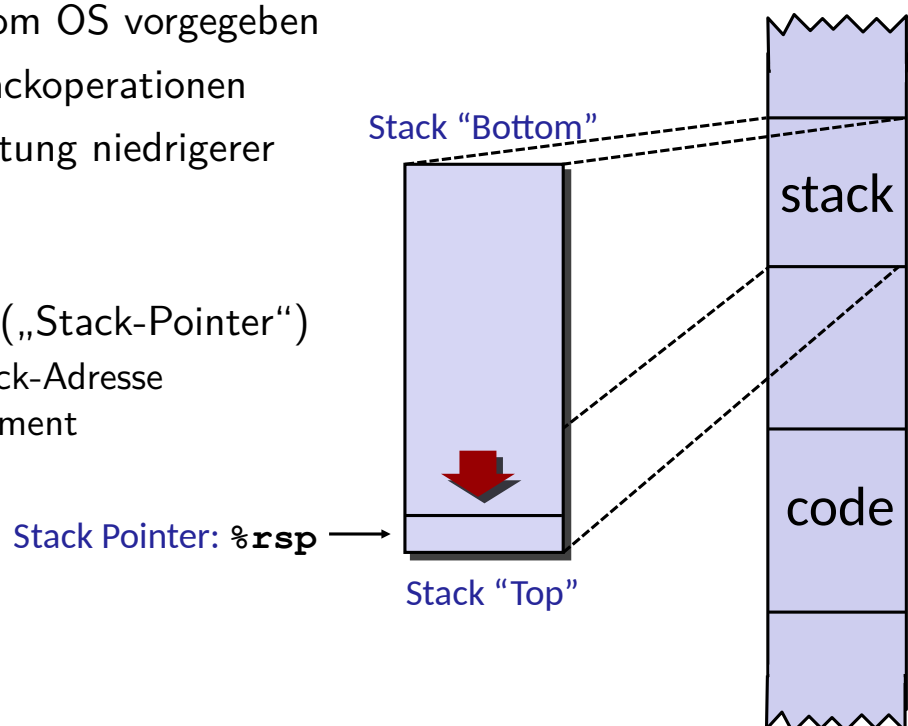 om OS vorgegeben
ackoperationen
tung niedrigerer
(„Stack-Pointer“)
ck-Adresse
ment
Stack “Bottom”
stack
code
Stack Pointer: %rsp
Stack “Top”